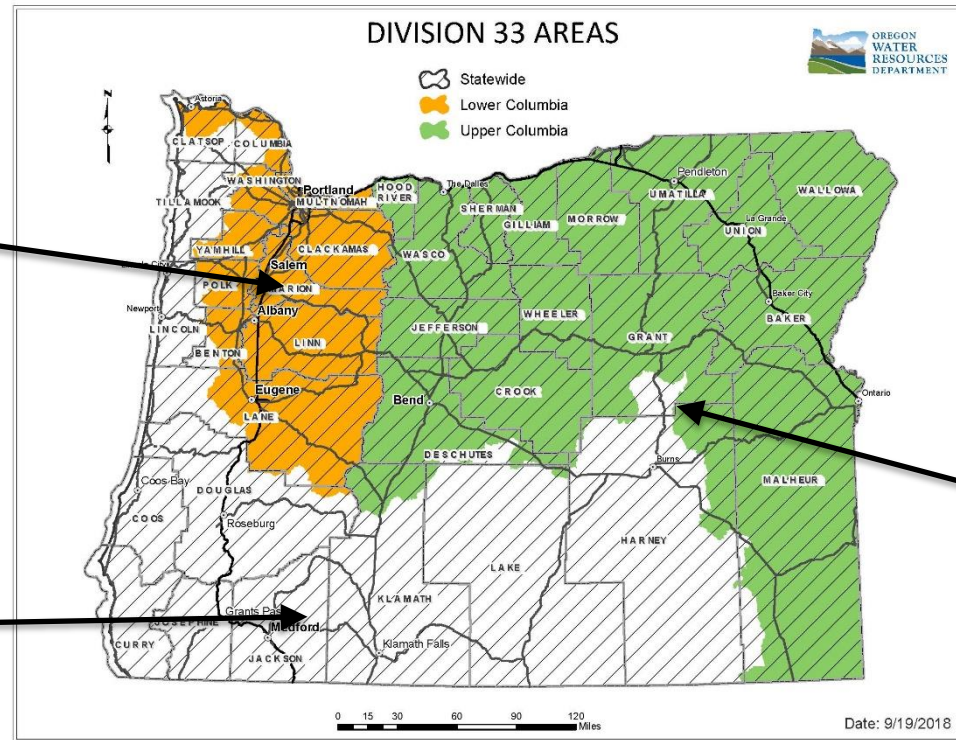 DIVISION 33 AREAS
OREGON
WATER
RESOURCES
DEPARTMENT
Statewide
Lower Columbia
Upper Columbia
N
Astoria
CLATSOP
COLUMBIA
WASHINGTON
Portland
MULTNOMAH
HOOD
RIVER
The Dalles
Pendleton
UMATILLA
WALLOWA
TILLAMOOK
SHERMAN
GILLIAM
MORROW
La Grande
UNION
YAMHILL
CLACKAMAS
WASCO
Salem
City
POLK
ARION
Baker City
BAKER
Newport
Albany
WHEELER
JEFFERSON
GRANT
LINCOLN
LINN
BENTON
CROOK
Eugene
Bend
Ontario
LANE
DESCHUTES
Burns
MALHEUR
Coos Bay
DOUGLAS
COOS
Roseburg
HARNEY
LAKE
KLAMATH
Grants Pas
JOSEPHINE
Medford
CURRY
Klamath Falls
JACKSON
0 15 30 60 90 120
Miles
Date: 9/19/2018